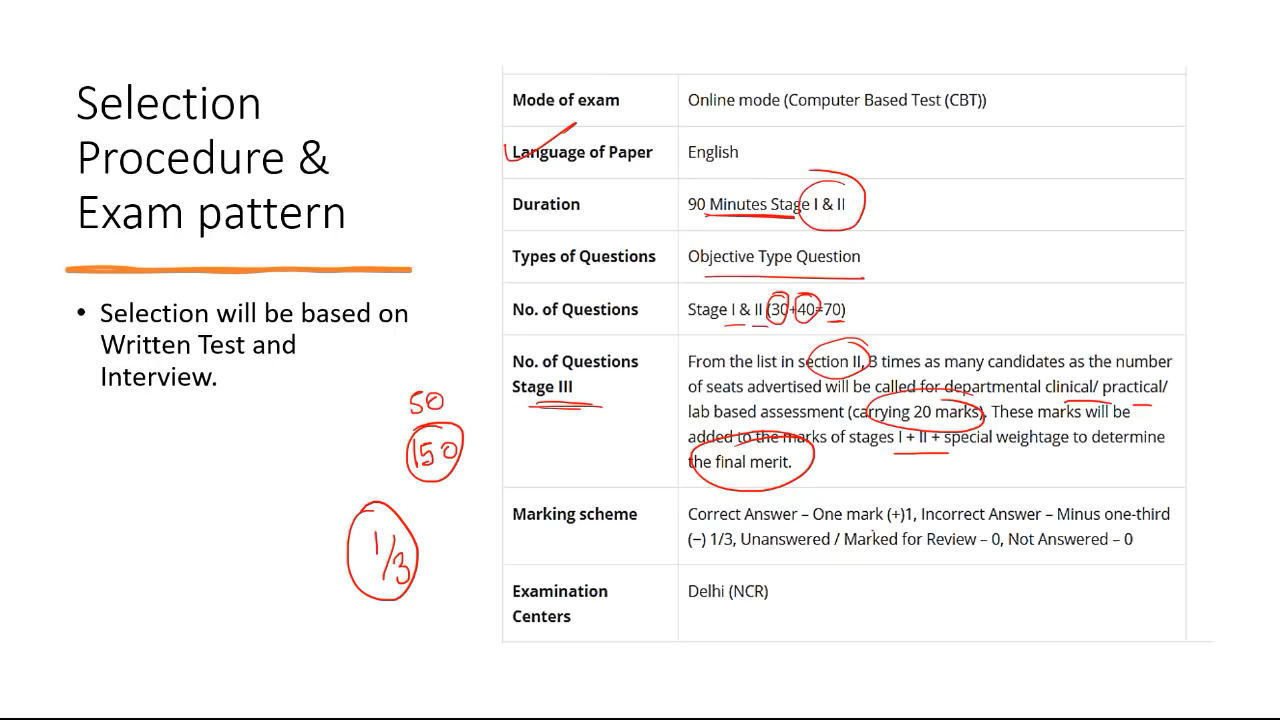 Selection
Procedure &
Exam pattern
• Selection will be based on
Written Test and
Interview.
50
150
1/3
Mode of exam
Online mode (Computer Based Test (CBT))
Language of Paper
English
Duration
90 Minutes Stage I & II
Types of Questions
Objective Type Question
No. of Questions
Stage I & II (30+40=70)
No. of Questions
Stage III
From the list in section II, 3 times as many candidates as the number
of seats advertised will be called for departmental clinical/ practical/
lab based assessment (carrying 20 marks). These marks will be
added to the marks of stages I + II + special weightage to determine
the final merit.
Marking scheme
Correct Answer – One mark (+)1, Incorrect Answer – Minus one-third
(–) 1/3, Unanswered / Marked for Review – 0, Not Answered – 0
Examination
Centers
Delhi (NCR)